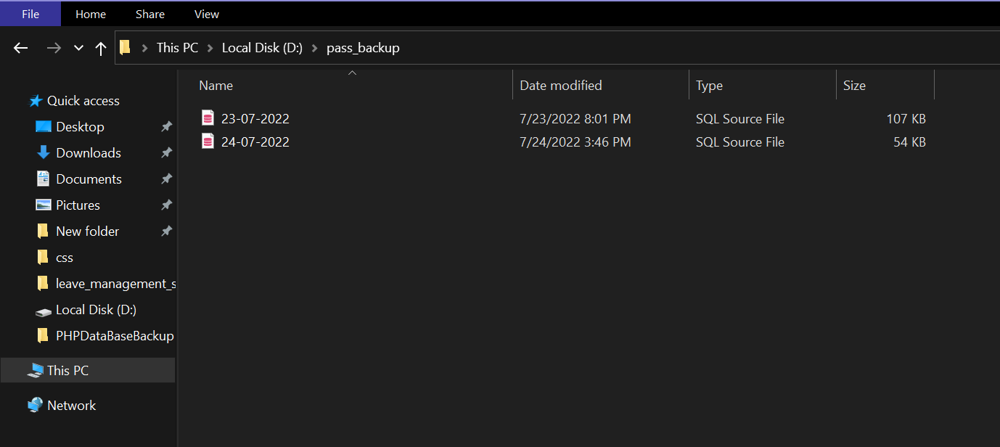 File Home Share View
This PC Local Disk (D:) pass_backup
Name Date modified Type Size
Quick access
Desktop
Downloads
Documents
Pictures
New folder
css
leave_management_s
Local Disk (D:)
PHPDataBaseBackup
This PC
Network
23-07-2022 7/23/2022 8:01 PM SQL Source File 107 KB
24-07-2022 7/24/2022 3:46 PM SQL Source File 54 KB